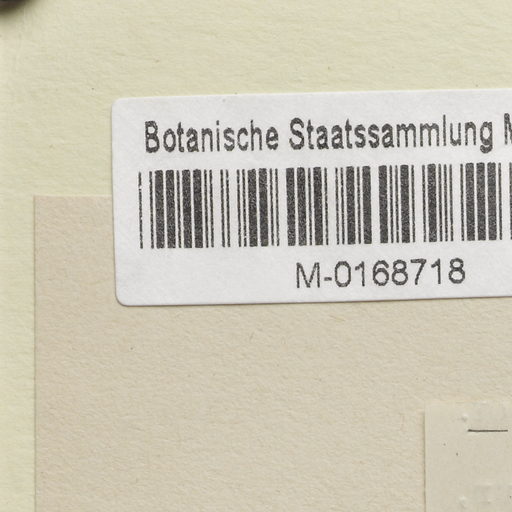 Botanische Staatssammlung M
M-0168718